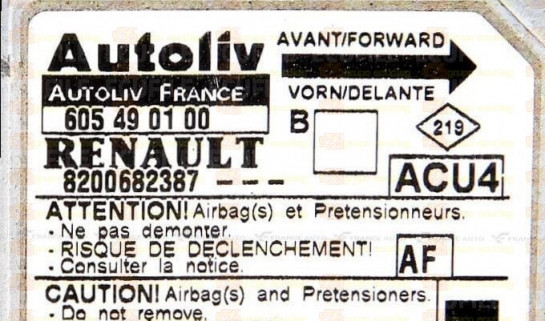 Autoliv
AVANT/FORWARD
AUTOLIV FRANCE
VORN/DELANTE
605 49 01 00
B
219
RENAULT
8200682387 - - -
ACU4
ATTENTION! Airbag(s) et Pretensionneurs.
- Ne pas demonter.
- RISQUE DE DECLENCHEMENT!
- Consulter la notice.
AF
CAUTION! Airbag(s) and Pretensioners.
- Do not remove.